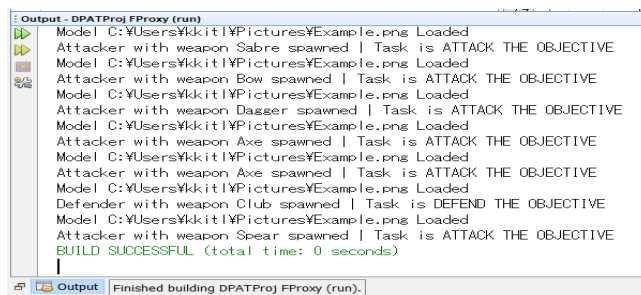 Output - DPATProj FProxy (run)
Model C:¥Users¥kkitl¥Pictures¥Example.png Loaded
Attacker with weapon Sabre spawned | Task is ATTACK THE OBJECTIVE
Model C:¥Users¥kkitl¥Pictures¥Example.png Loaded
Attacker with weapon Bow spawned | Task is ATTACK THE OBJECTIVE
Model C:¥Users¥kkitl¥Pictures¥Example.png Loaded
Attacker with weapon Dagger spawned | Task is ATTACK THE OBJECTIVE
Model C:¥Users¥kkitl¥Pictures¥Example.png Loaded
Attacker with weapon Axe spawned | Task is ATTACK THE OBJECTIVE
Model C:¥Users¥kkitl¥Pictures¥Example.png Loaded
Attacker with weapon Axe spawned | Task is ATTACK THE OBJECTIVE
Model C:¥Users¥kkitl¥Pictures¥Example.png Loaded
Defender with weapon Club spawned | Task is DEFEND THE OBJECTIVE
Model C:¥Users¥kkitl¥Pictures¥Example.png Loaded
Attacker with weapon Spear spawned | Task is ATTACK THE OBJECTIVE
BUILD SUCCESSFUL (total time: 0 seconds)
Output Finished building DPATProj FProxy (run).